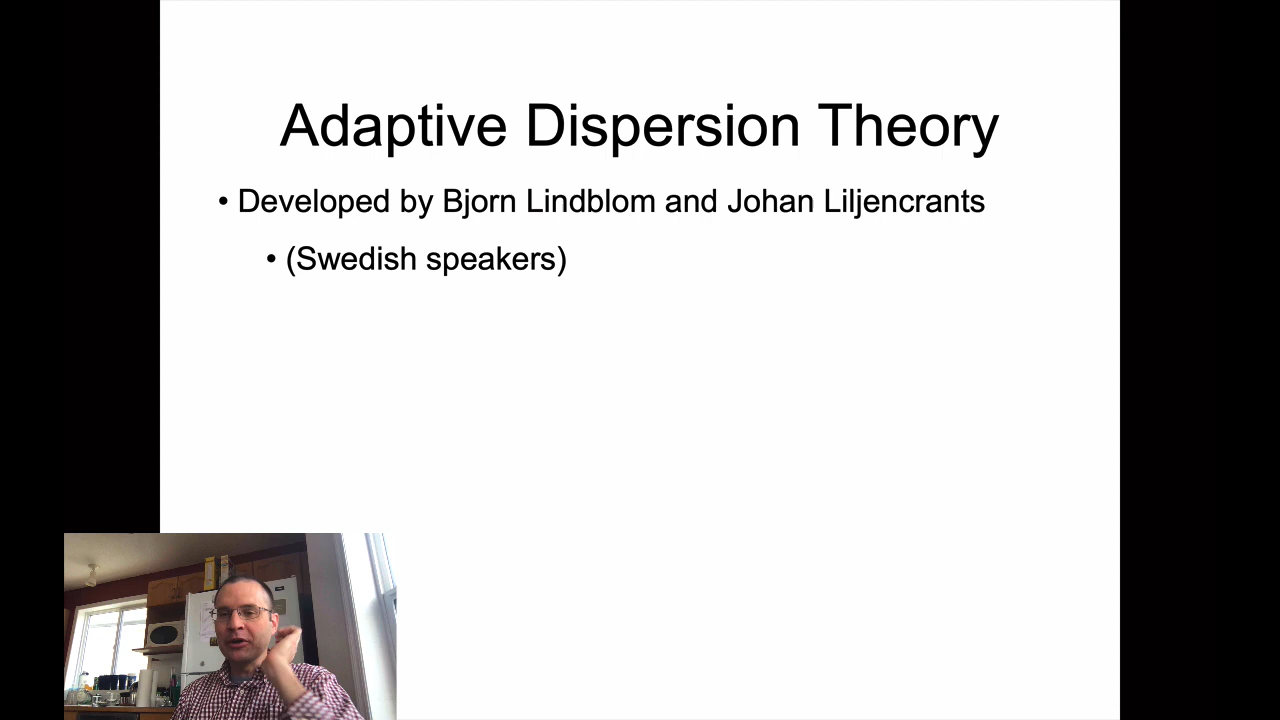 Adaptive Dispersion Theory
• Developed by Bjorn Lindblom and Johan Liljencrants
• (Swedish speakers)